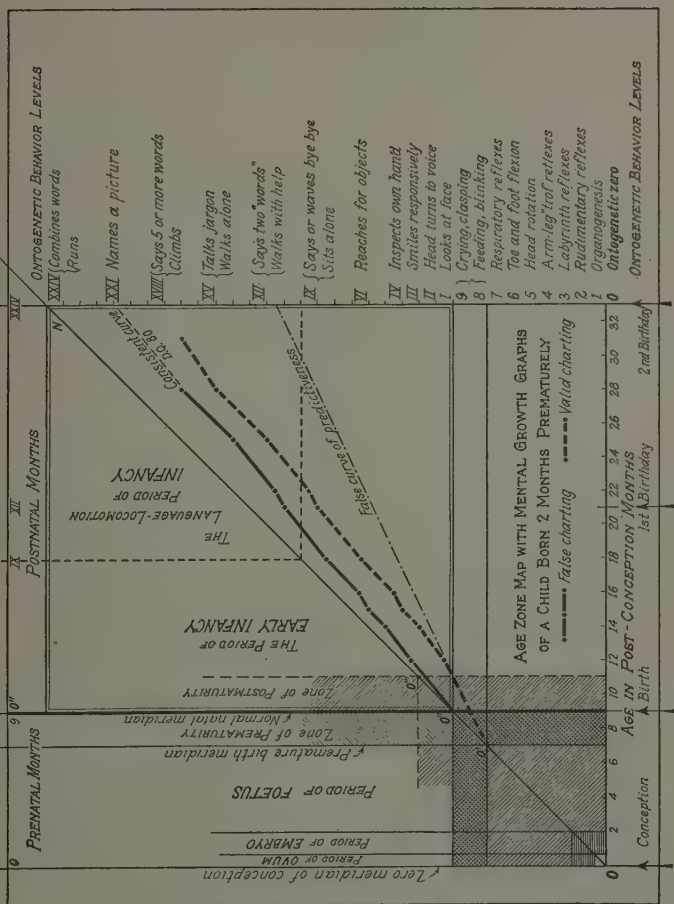 ONTOGENETIC BEHAVIOR LEVELS
XXIV {Combines words
Runs
XXI Names a picture
XVIII {Says 5 or more words
Climbs
XV {Talks jargon
Walks alone
XII {Says two "words"
Walks with help
IX {Says or waves bye bye
Sits alone
VI Reaches for objects
IV Inspects own hand
III Smiles responsively
II Head turns to voice
I Looks at face
9 } Crying, clasping
8 } Feeding, blinking
7 Respiratory reflexes
6 Toe and foot flexion
5 Head rotation
4 Arm-leg "trot" reflexes
3 Labyrinth reflexes
2 Rudimentary reflexes
1 Organogenesis
0 Ontogenetic zero
ONTOGENETIC BEHAVIOR LEVELS
POSTNATAL MONTHS
IX XII XXIV
N
Consistent curve
D.Q. 80
False curve of predictiveness
THE
LANGUAGE-LOCOMOTION
PERIOD OF
INFANCY
THE PERIOD OF
EARLY INFANCY
PRENATAL MONTHS
0 9 0"
Zone of Postmaturity
Normal natal meridian
Zone of Prematurity
Premature birth meridian
PERIOD OF FOETUS
PERIOD OF EMBRYO
PERIOD OF OVUM
Zero meridian of conception
0' 0" 0"
AGE ZONE MAP WITH MENTAL GROWTH GRAPHS
OF A CHILD BORN 2 MONTHS PREMATURELY
False charting Valid charting
0 2 4 6 8 10 12 14 16 18 20 22 24 26 28 30 32
AGE IN POST-CONCEPTION MONTHS
Conception Birth 1st Birthday 2nd Birthday